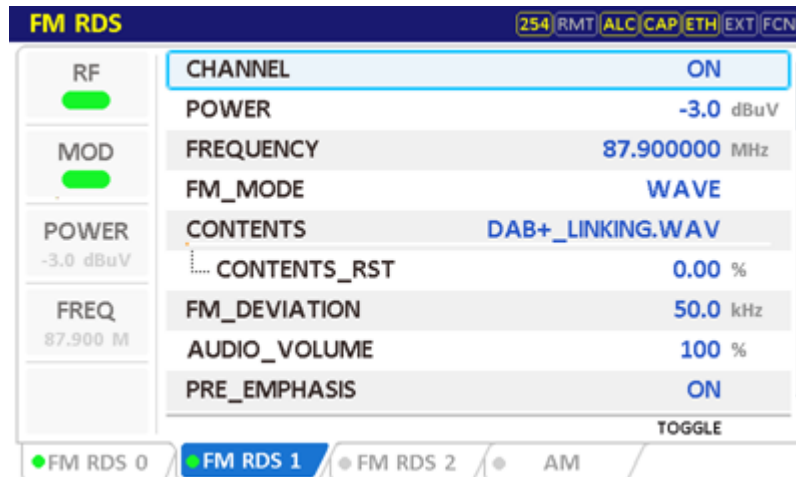 FM RDS 254 RMT ALC CAP ETH EXT FCN
RF
MOD
POWER
-3.0 dBuV
FREQ
87.900 M
CHANNEL ON
POWER -3.0 dBuV
FREQUENCY 87.900000 MHz
FM_MODE WAVE
CONTENTS DAB+_LINKING.WAV
CONTENTS_RST 0.00 %
FM_DEVIATION 50.0 kHz
AUDIO_VOLUME 100 %
PRE_EMPHASIS ON
TOGGLE
FM RDS 0 FM RDS 1 FM RDS 2 AM